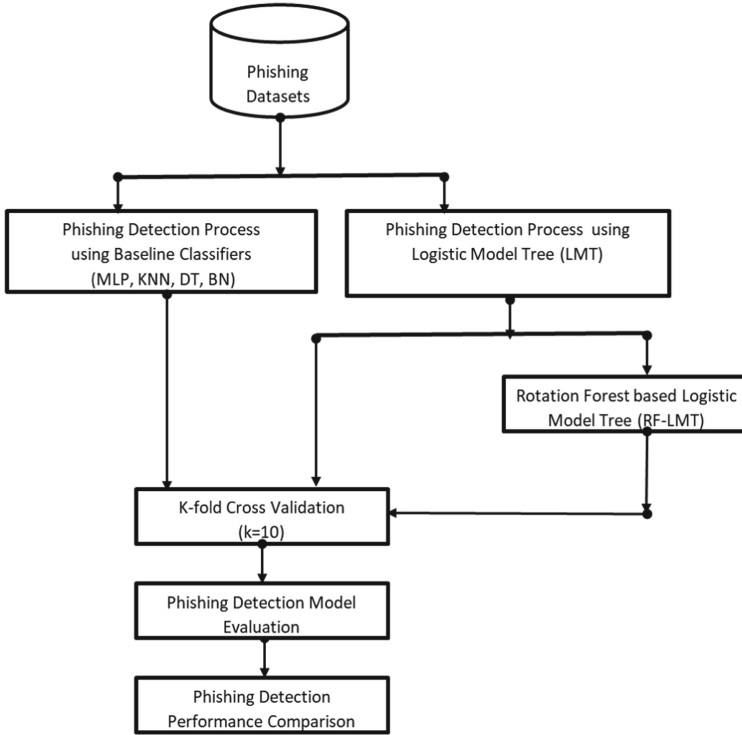 Phishing
Datasets
Phishing Detection Process
using Baseline Classifiers
(MLP, KNN, DT, BN)
Phishing Detection Process using
Logistic Model Tree (LMT)
Rotation Forest based Logistic
Model Tree (RF-LMT)
K-fold Cross Validation
(k=10)
Phishing Detection Model
Evaluation
Phishing Detection
Performance Comparison